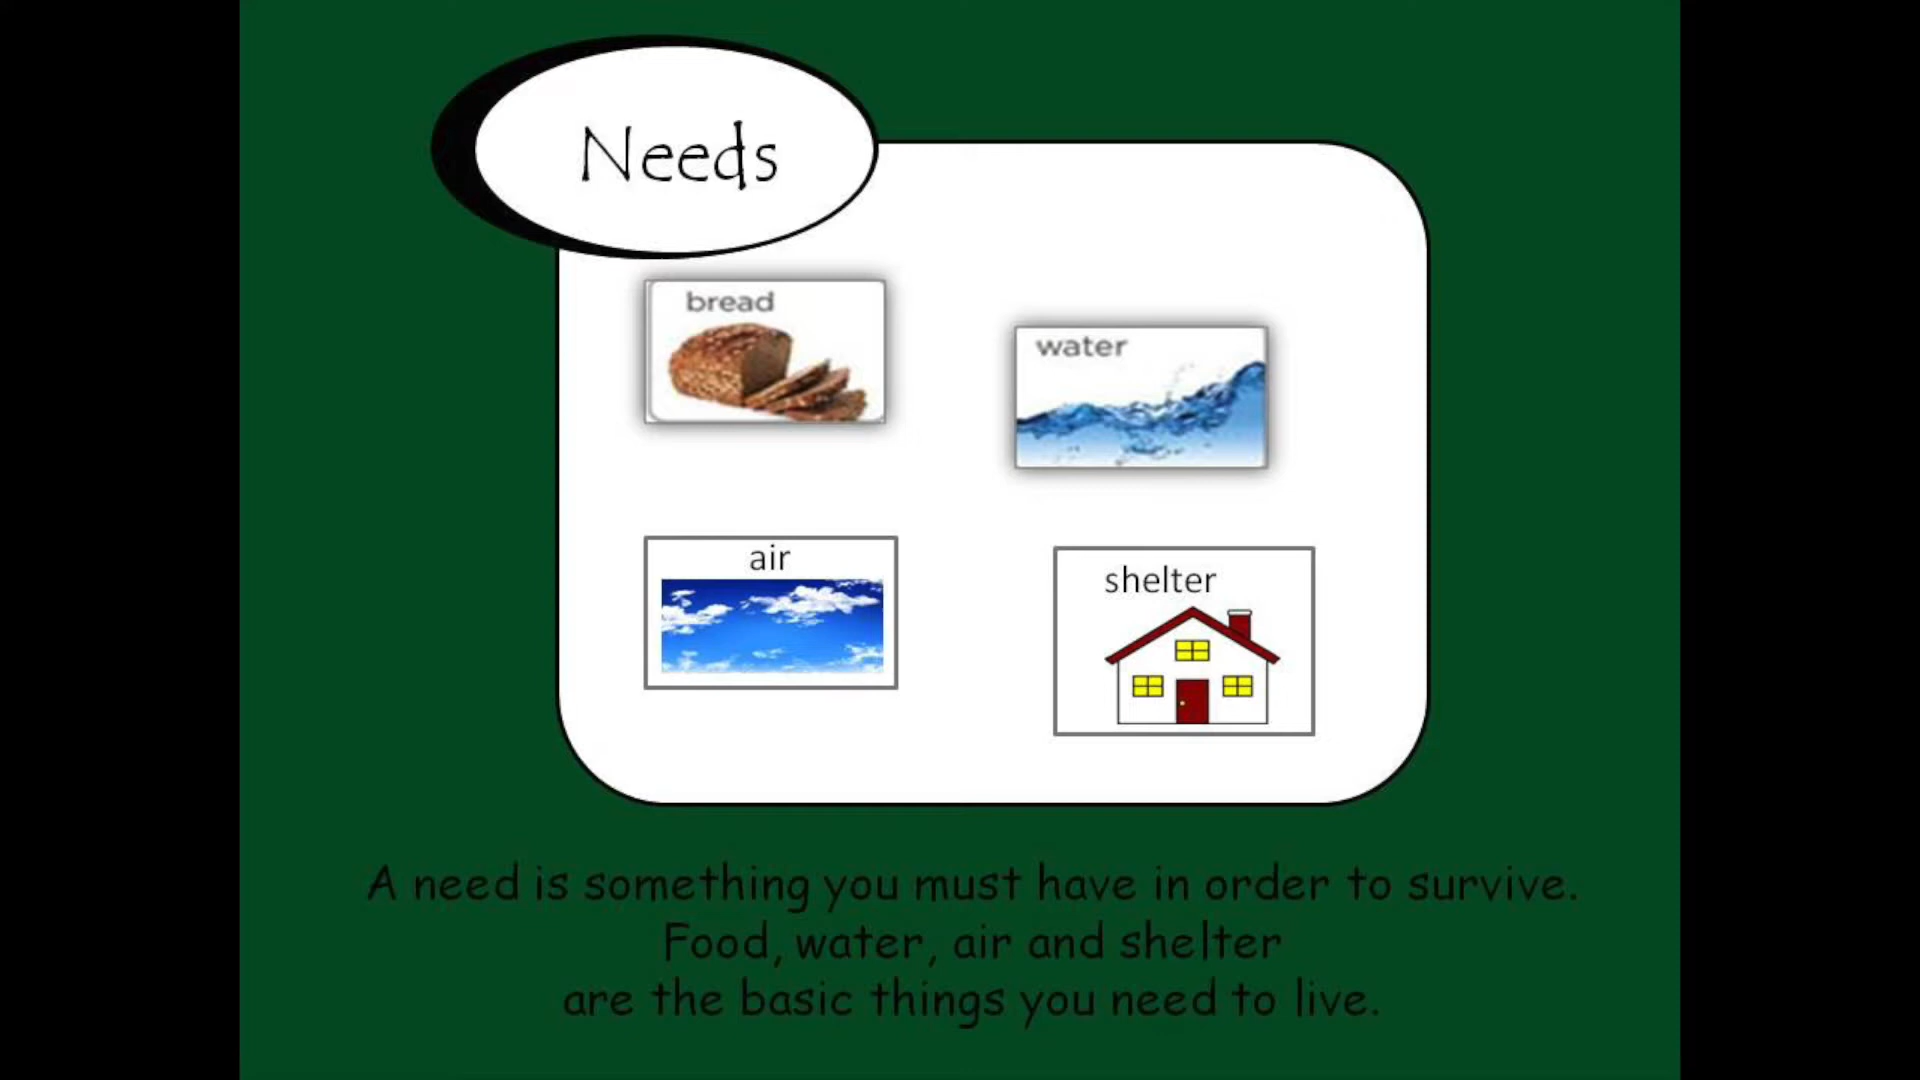 Needs
bread
water
air
shelter
A need is something you must have in order to survive.
Food, water, air and shelter
are the basic things you need to live.